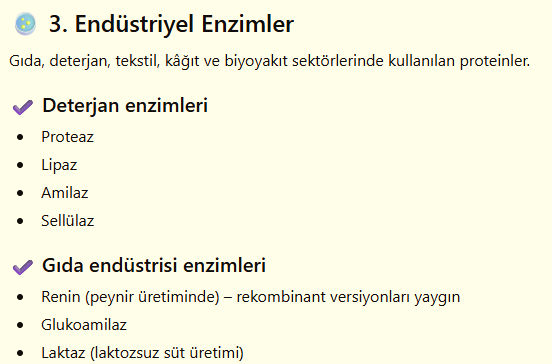 3. Endüstriyel Enzimler
Gıda, deterjan, tekstil, kâğıt ve biyoyakıt sektörlerinde kullanılan proteinler.
✔ Deterjan enzimleri
• Proteaz
• Lipaz
• Amilaz
• Sellülaz
✔ Gıda endüstrisi enzimleri
• Renin (peynir üretiminde) – rekombinant versiyonları yaygın
• Glukoamilaz
• Laktaz (laktozsuz süt üretimi)